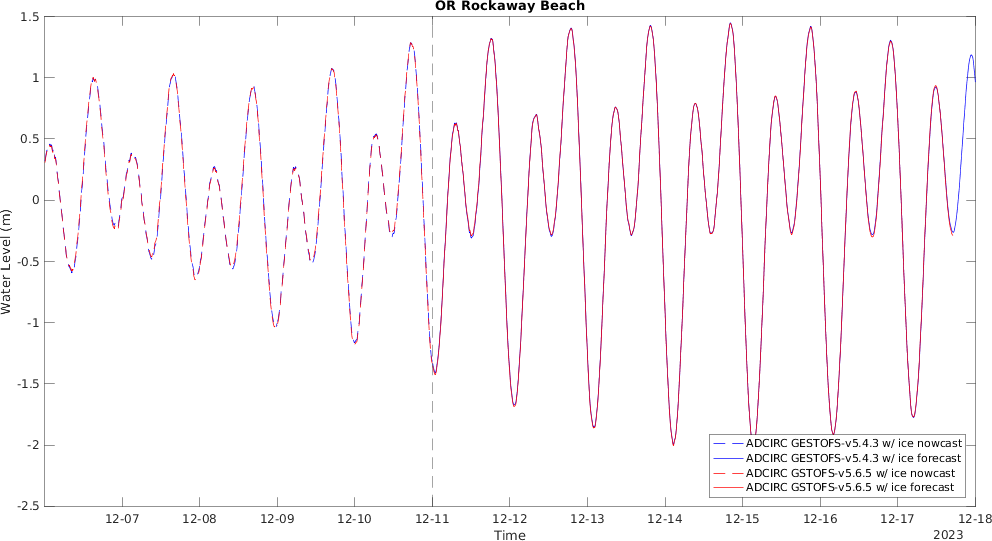 OR Rockaway Beach
1.5
1
0.5
0
-0.5
-1
-1.5
-2
-2.5
Water Level (m)
ADCIRC GESTOFS-v5.4.3 w/ ice nowcast
ADCIRC GESTOFS-v5.4.3 w/ ice forecast
ADCIRC GSTOFS-v5.6.5 w/ ice nowcast
ADCIRC GSTOFS-v5.6.5 w/ ice forecast
12-07 12-08 12-09 12-10 12-11 12-12 12-13 12-14 12-15 12-16 12-17 12-18
Time
2023